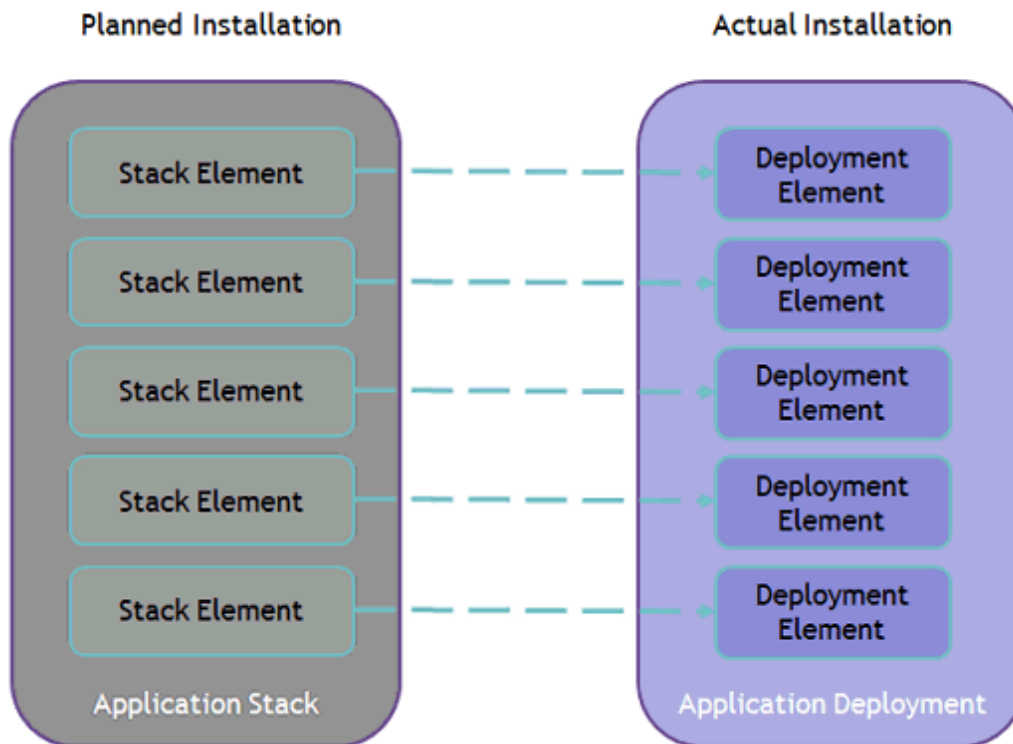 Planned Installation
Actual Installation
Stack Element
Deployment
Element
Stack Element
Deployment
Element
Stack Element
Deployment
Element
Stack Element
Deployment
Element
Stack Element
Deployment
Element
Application Stack
Application Deployment